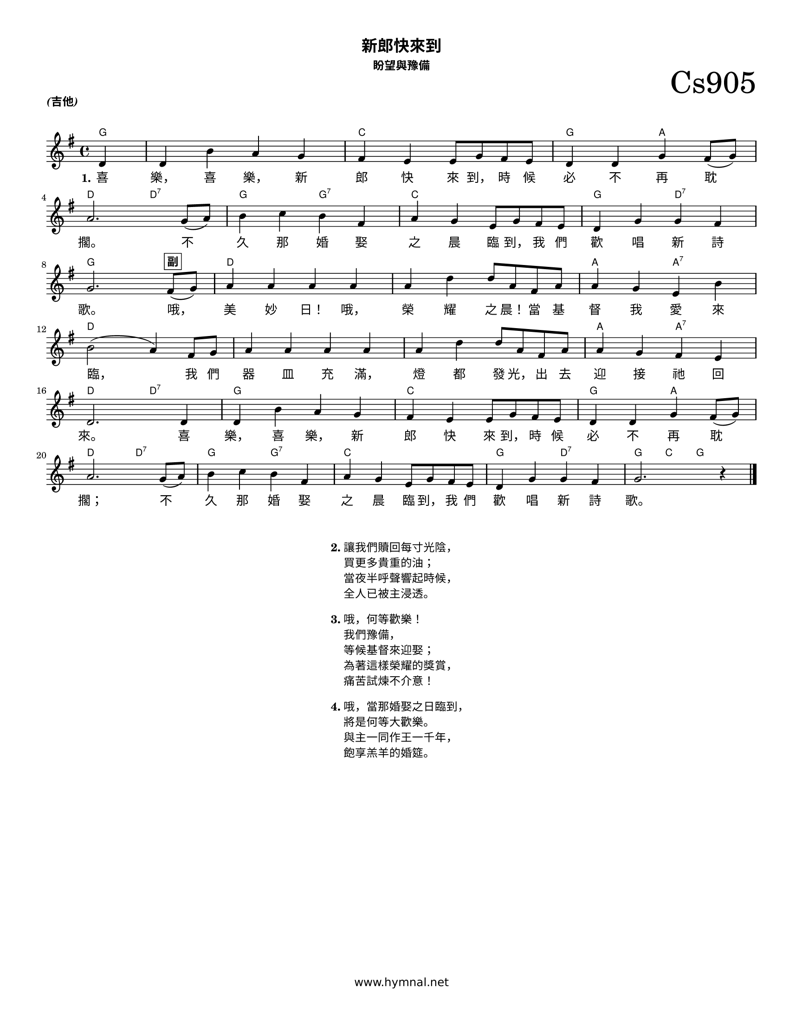 新郎快來到
盼望與豫備
Cs905
(吉他)
G C G A
1. 喜 樂， 喜 樂， 新 郎 快 來 到， 時 候 必 不 再 耽
4 D D7 G G7 C G D7
擱。 不 久 那 婚 娶 之 晨 臨 到， 我 們 歡 唱 新 詩
8 G 副 D A A7
歌。 哦， 美 妙 日！ 哦， 榮 耀 之 晨！ 當 基 督 我 愛 來
12 D A A7
臨， 我 們 器 皿 充 滿， 燈 都 發 光， 出 去 迎 接 祂 回
16 D D7 G C G A
來。 喜 樂， 喜 樂， 新 郎 快 來 到， 時 候 必 不 再 耽
20 D D7 G G7 C G D7 G C G
擱； 不 久 那 婚 娶 之 晨 臨 到， 我 們 歡 唱 新 詩 歌。
2. 讓我們贖回每寸光陰，
買更多貴重的油；
當夜半呼聲響起時候，
全人已被主浸透。
3. 哦，何等歡樂！
我們豫備，
等候基督來迎娶；
為著這樣榮耀的獎賞，
痛苦試煉不介意！
4. 哦，當那婚娶之日臨到，
將是何等大歡樂。
與主一同作王一千年，
飽享羔羊的婚筵。
www.hymnal.net